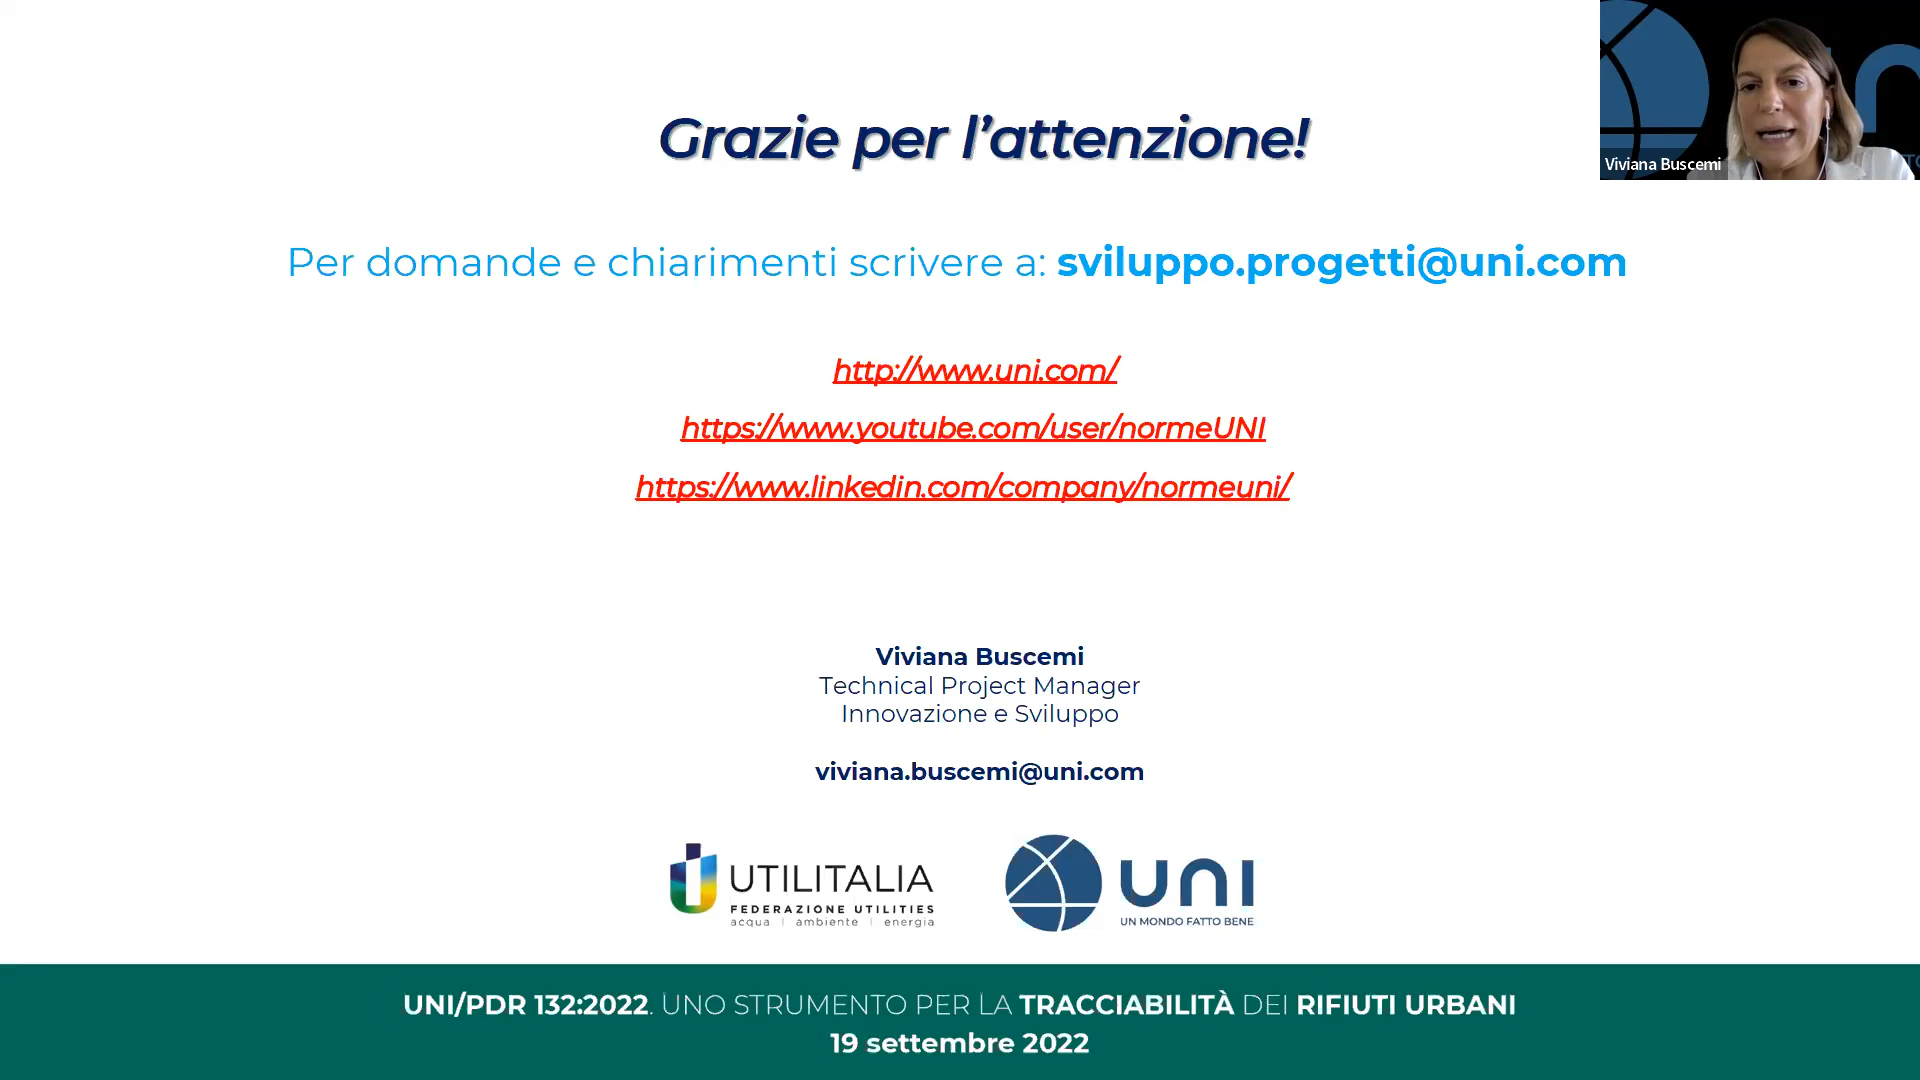 Grazie per l’attenzione!
Viviana Buscemi
Per domande e chiarimenti scrivere a: sviluppo.progetti@uni.com
http://www.uni.com/
https://www.youtube.com/user/normeUNI
https://www.linkedin.com/company/normeuni/
Viviana Buscemi
Technical Project Manager
Innovazione e Sviluppo
viviana.buscemi@uni.com
UTILITALIA
FEDERAZIONE UTILITIES
acqua | ambiente | energia
UNI
UN MONDO FATTO BENE
UNI/PDR 132:2022. UNO STRUMENTO PER LA TRACCIABILITÀ DEI RIFIUTI URBANI
19 settembre 2022